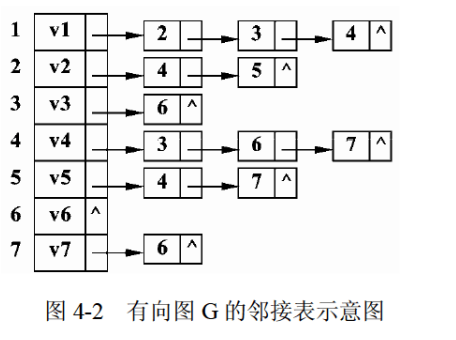 1 v1 2 3 4 ^
2 v2 4 5 ^
3 v3 6 ^
4 v4 3 6 7 ^
5 v5 4 7 ^
6 v6 ^
7 v7 6 ^
图 4-2 有向图 G 的邻接表示意图